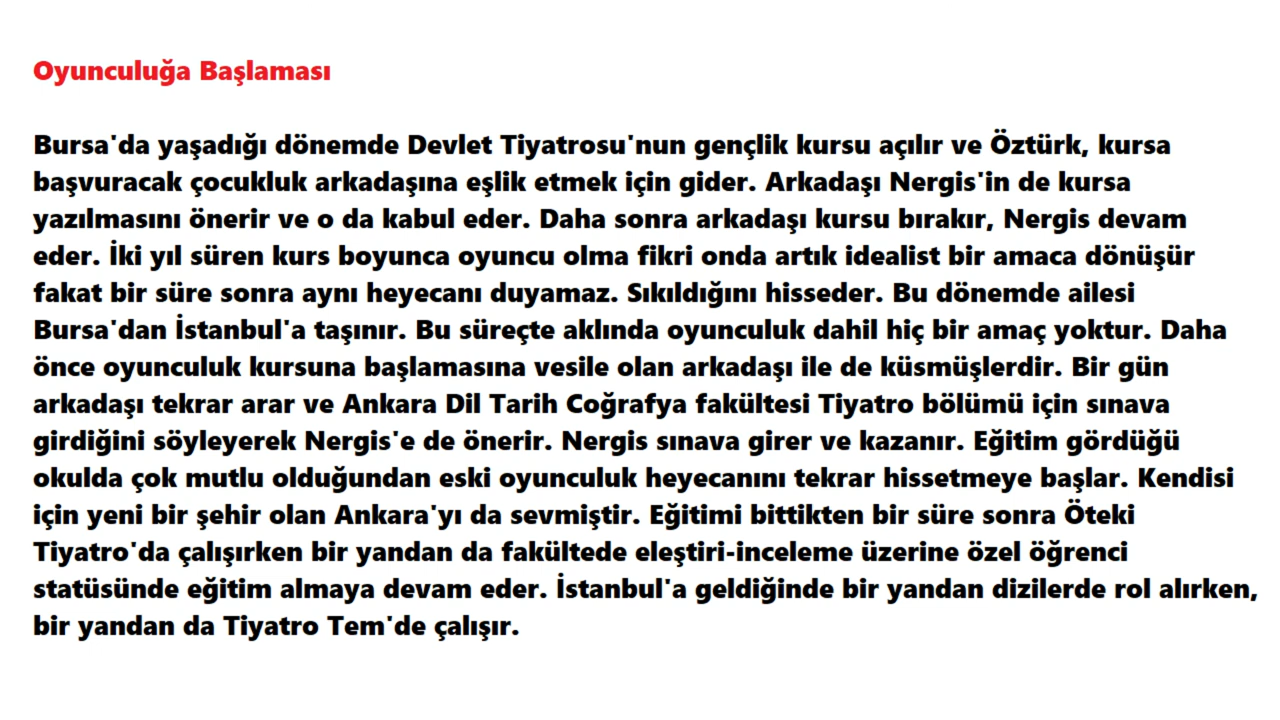 Oyunculuğa Başlaması
Bursa'da yaşadığı dönemde Devlet Tiyatrosu'nun gençlik kursu açılır ve Öztürk, kursa
başvuracak çocukluk arkadaşına eşlik etmek için gider. Arkadaşı Nergis'in de kursa
yazılmasını önerir ve o da kabul eder. Daha sonra arkadaşı kursu bırakır, Nergis devam
eder. İki yıl süren kurs boyunca oyuncu olma fikri onda artık idealist bir amaca dönüşür
fakat bir süre sonra aynı heyecanı duyamaz. Sıkıldığını hisseder. Bu dönemde ailesi
Bursa'dan İstanbul'a taşınır. Bu süreçte aklında oyunculuk dahil hiç bir amaç yoktur. Daha
önce oyunculuk kursuna başlamasına vesile olan arkadaşı ile de küsmüşlerdir. Bir gün
arkadaşı tekrar arar ve Ankara Dil Tarih Coğrafya fakültesi Tiyatro bölümü için sınava
girdiğini söyleyerek Nergis'e de önerir. Nergis sınava girer ve kazanır. Eğitim gördüğü
okulda çok mutlu olduğundan eski oyunculuk heyecanını tekrar hissetmeye başlar. Kendisi
için yeni bir şehir olan Ankara'yı da sevmiştir. Eğitimi bittikten bir süre sonra Öteki
Tiyatro'da çalışırken bir yandan da fakültede eleştiri-inceleme üzerine özel öğrenci
statüsünde eğitim almaya devam eder. İstanbul'a geldiğinde bir yandan dizilerde rol alırken,
bir yandan da Tiyatro Tem'de çalışır.